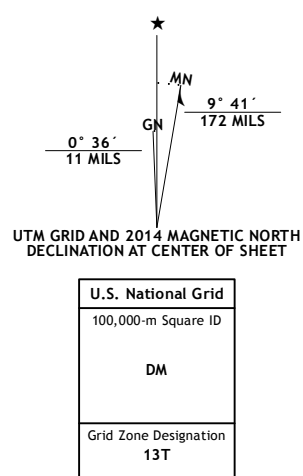 ★
MN
GN
9° 41´
172 MILS
0° 36´
11 MILS
UTM GRID AND 2014 MAGNETIC NORTH
DECLINATION AT CENTER OF SHEET
U.S. National Grid
100,000-m Square ID
DM
Grid Zone Designation
13T